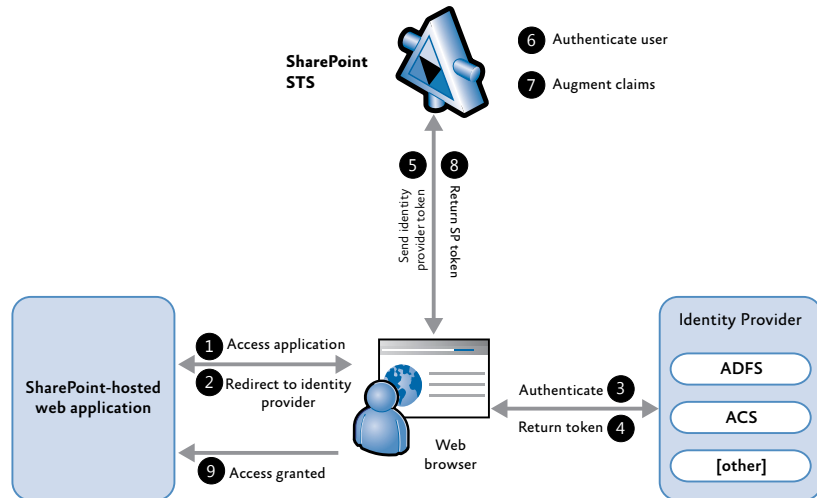 SharePoint
STS
6 Authenticate user
7 Augment claims
5 Send identity
provider token
8 Return SP token
SharePoint-hosted
web application
1 Access application
2 Redirect to identity
provider
9 Access granted
Web
browser
Authenticate 3
Return token 4
Identity Provider
ADFS
ACS
[other]